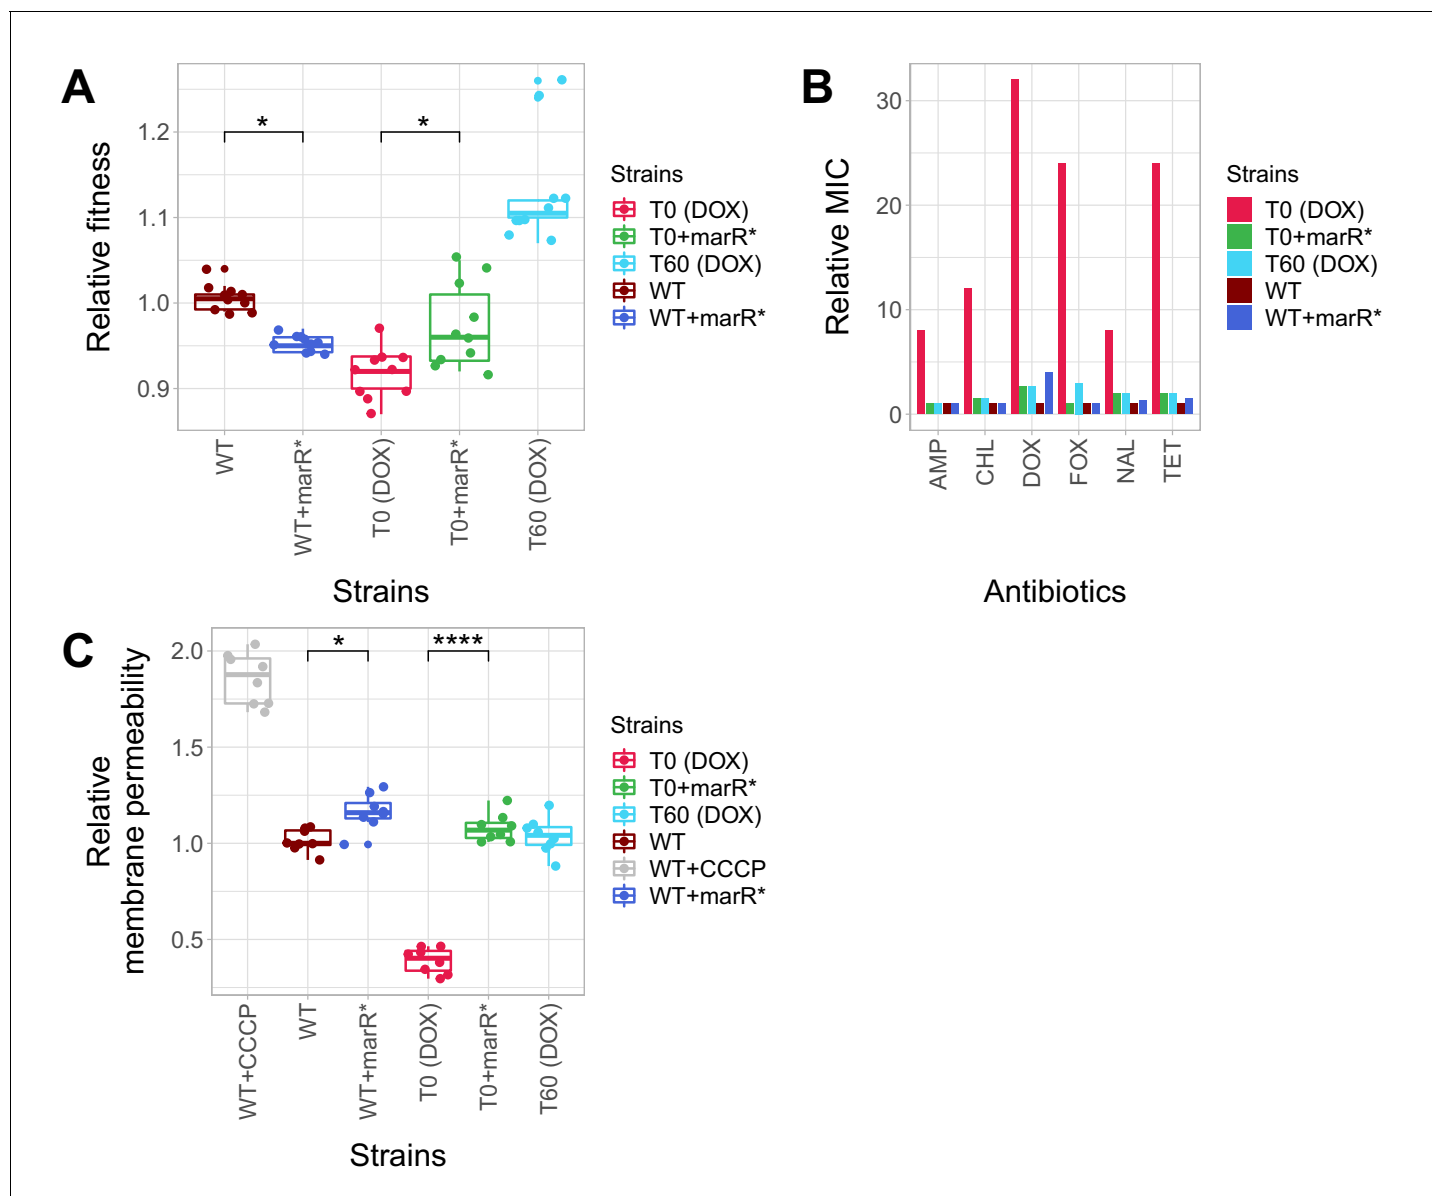 A
Relative fitness
1.2
1.1
1.0
0.9
*
*
WT
WT+marR*
T0 (DOX)
T0+marR*
T60 (DOX)
Strains
Strains
T0 (DOX)
T0+marR*
T60 (DOX)
WT
WT+marR*
B
Relative MIC
30
20
10
0
AMP
CHL
DOX
FOX
NAL
TET
Antibiotics
Strains
T0 (DOX)
T0+marR*
T60 (DOX)
WT
WT+marR*
C
Relative
membrane permeability
2.0
1.5
1.0
0.5
*
****
WT+CCCP
WT
WT+marR*
T0 (DOX)
T0+marR*
T60 (DOX)
Strains
Strains
T0 (DOX)
T0+marR*
T60 (DOX)
WT
WT+CCCP
WT+marR*